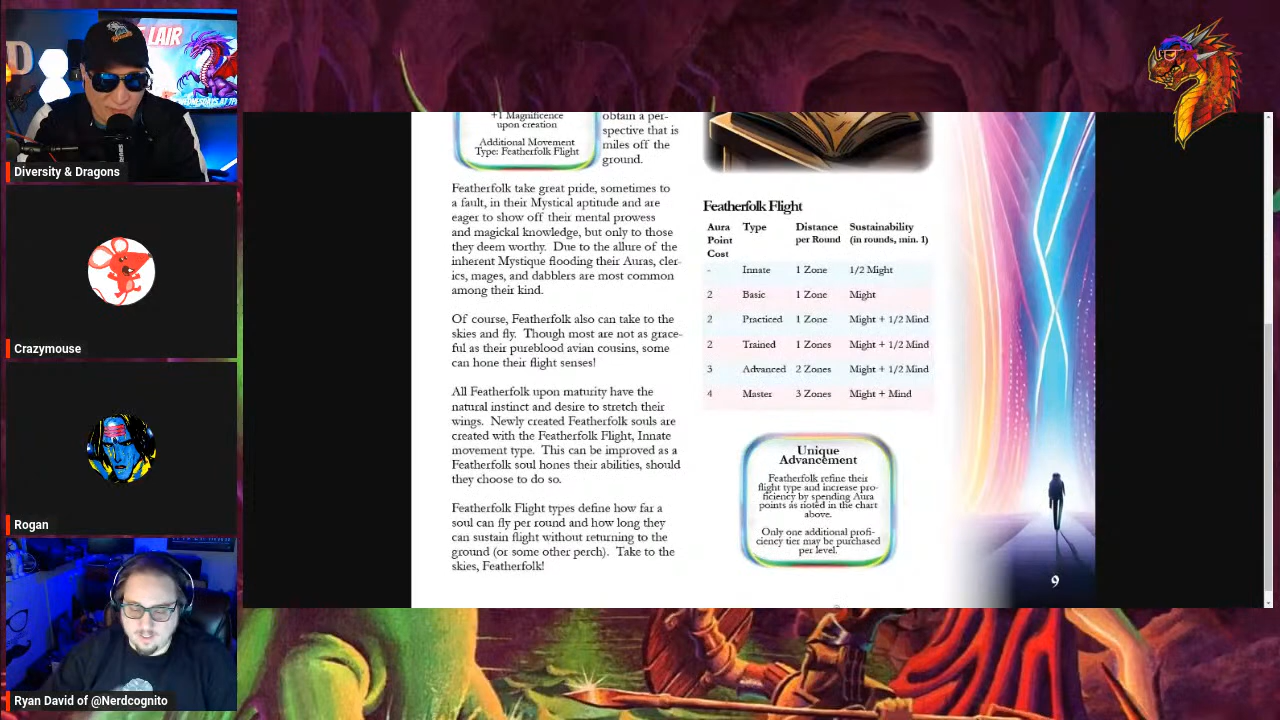 LAIR
Diversity & Dragons
Crazymouse
Rogan
Ryan David of @Nerdcognito
+1 Magnificence
upon creation
Additional Movement
Type: Featherfolk Flight
obtain a per-
spective that is
miles off the
ground.
Featherfolk take great pride, sometimes to
a fault, in their Mystical aptitude and are
eager to show off their mental prowess
and magickal knowledge, but only to those
they deem worthy. Due to the allure of the
inherent Mystique flooding their Auras, cler-
ics, mages, and dabblers are most common
among their kind.
Of course, Featherfolk also can take to the
skies and fly. Though most are not as grace-
ful as their pureblood avian cousins, some
can hone their flight senses!
All Featherfolk upon maturity have the
natural instinct and desire to stretch their
wings. Newly created Featherfolk souls are
created with the Featherfolk Flight, Innate
movement type. This can be improved as a
Featherfolk soul hones their abilities, should
they choose to do so.
Featherfolk Flight types define how far a
soul can fly per round and how long they
can sustain flight without returning to the
ground (or some other perch). Take to the
skies, Featherfolk!
Featherfolk Flight
Aura Point Cost Type Distance per Round Sustainability (in rounds, min. 1)
- Innate 1 Zone 1/2 Might
2 Basic 1 Zone Might
2 Practiced 1 Zone Might + 1/2 Mind
2 Trained 1 Zones Might + 1/2 Mind
3 Advanced 2 Zones Might + 1/2 Mind
4 Master 3 Zones Might + Mind
Unique
Advancement
Featherfolk refine their
flight type and increase pro-
ficiency by spending Aura
points as noted in the chart
above.
Only one additional profi-
ciency tier may be purchased
per level.
9